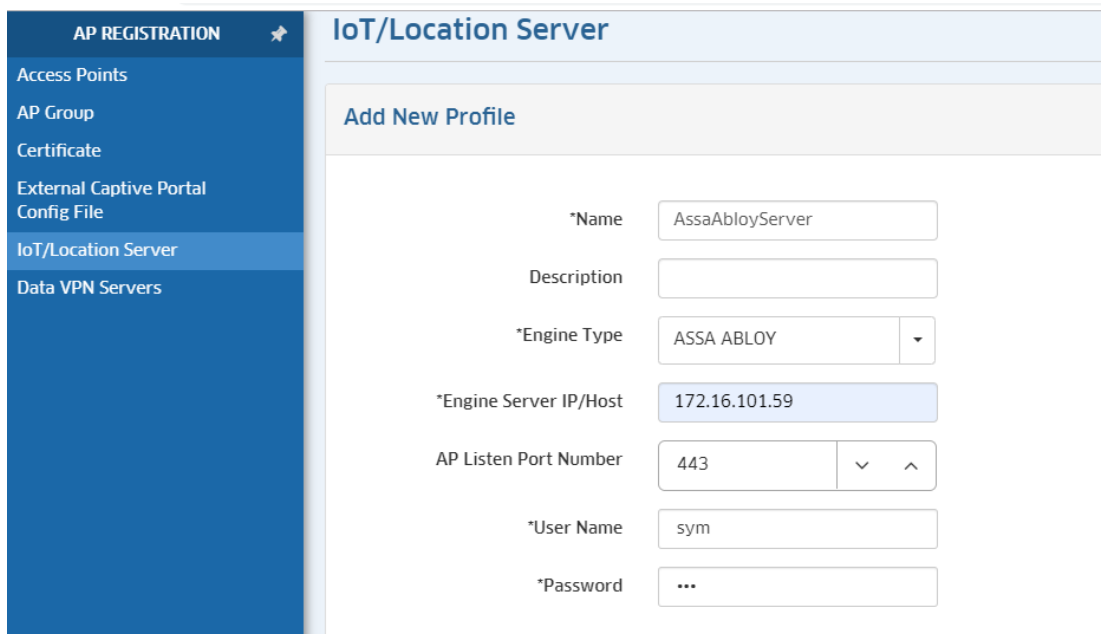 AP REGISTRATION
Access Points
AP Group
Certificate
External Captive Portal
Config File
IoT/Location Server
Data VPN Servers
IoT/Location Server
Add New Profile
*Name AssaAbloyServer
Description
*Engine Type ASSA ABLOY
*Engine Server IP/Host 172.16.101.59
AP Listen Port Number 443
*User Name sym
*Password •••